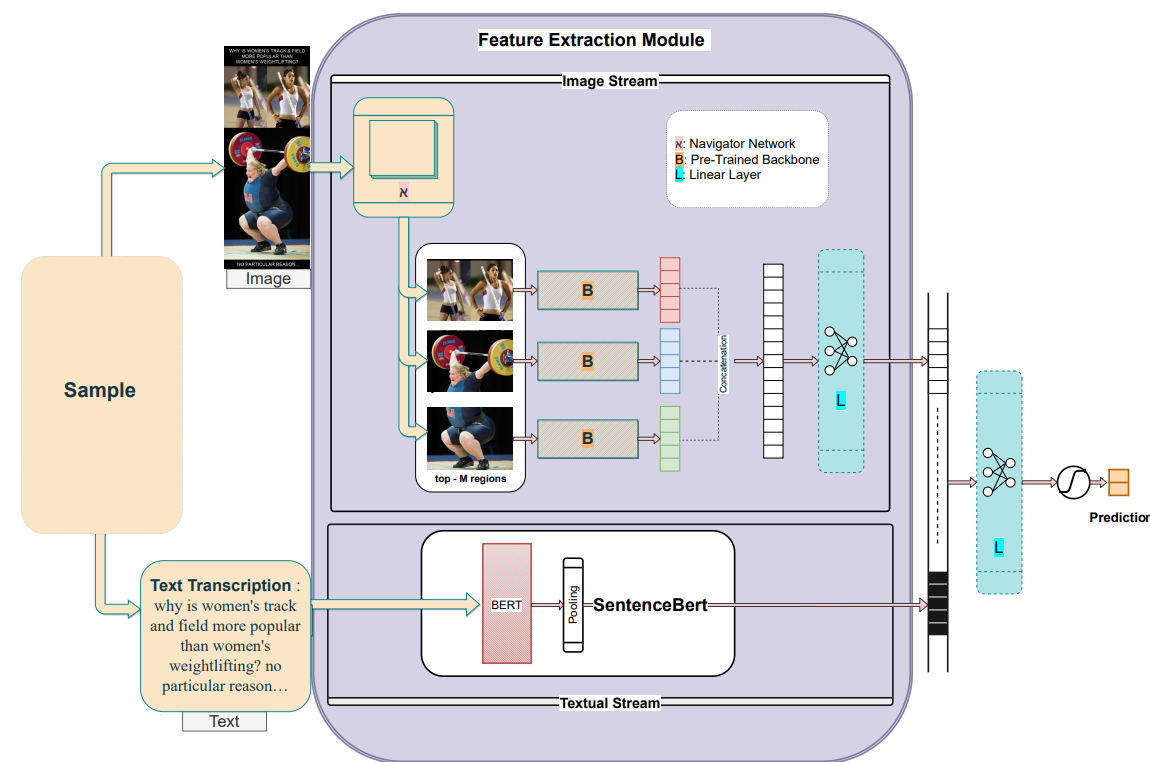 Feature Extraction Module
Image Stream
WHY IS WOMEN'S TRACK & FIELD
MORE POPULAR THAN
WOMEN'S WEIGHTLIFTING?
NO PARTICULAR REASON...
Image
א
א: Navigator Network
B: Pre-Trained Backbone
L: Linear Layer
B
B
B
top - M regions
Concatenation
L
Sample
L
Prediction
Text Transcription :
why is women's track
and field more popular
than women's
weightlifting? no
particular reason…
Text
BERT
Pooling
SentenceBert
Textual Stream